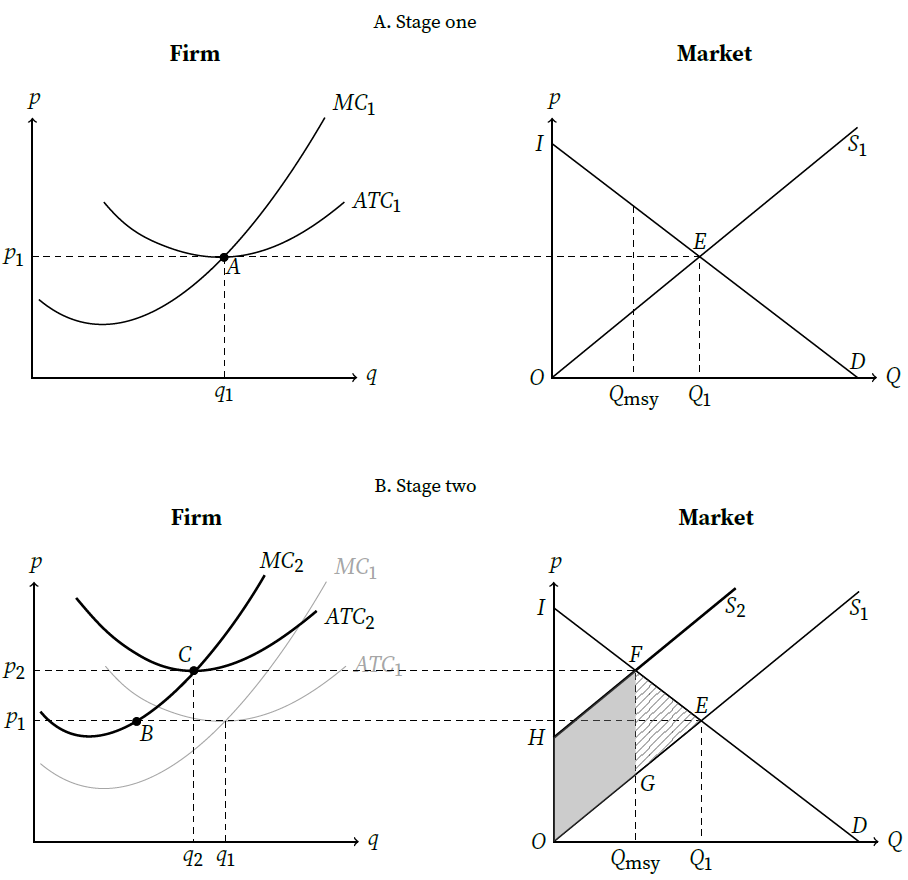 A. Stage one
Firm
Market
p
MC1
ATC1
p1
A
q1
q
p
I
S1
E
D
O
Qmsy
Q1
Q
B. Stage two
Firm
Market
p
MC2
MC1
ATC2
C
p2
ATC1
p1
B
q2 q1
q
p
I
S2
S1
F
E
H
G
D
O
Qmsy
Q1
Q